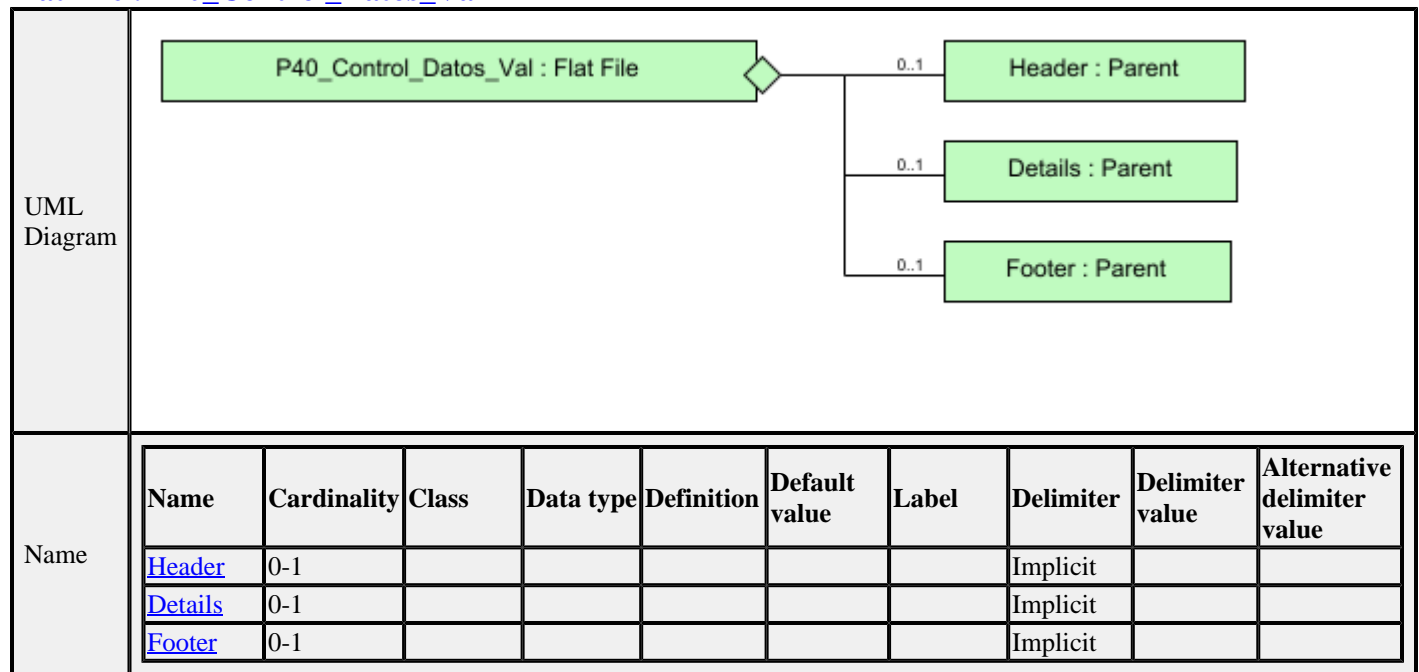 P40_Control_Datos_Val : Flat File
0..1
Header : Parent
0..1
Details : Parent
0..1
Footer : Parent
UML
Diagram
Name
Name Cardinality Class Data type Definition Default value Label Delimiter Delimiter value Alternative delimiter value
Header 0-1 Implicit
Details 0-1 Implicit
Footer 0-1 Implicit